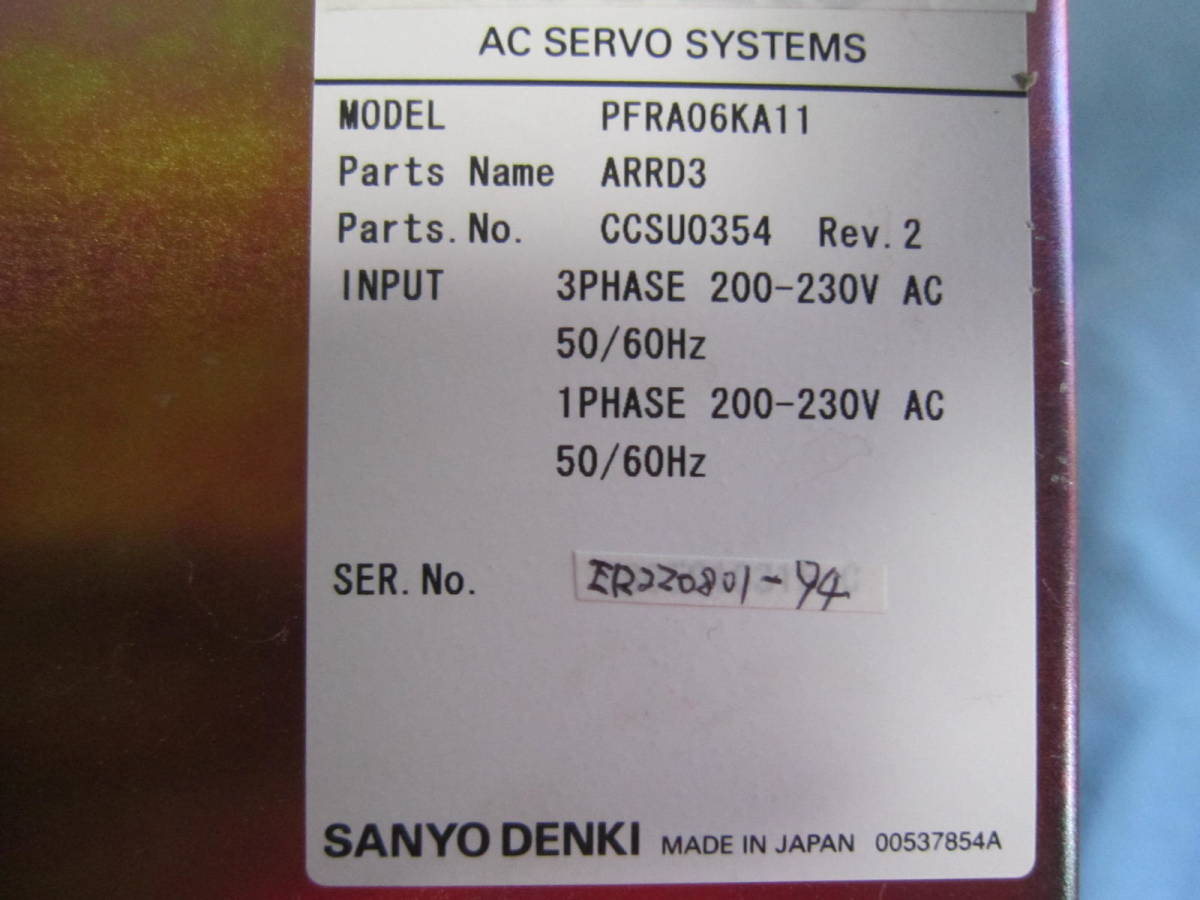 AC SERVO SYSTEMS
MODEL PFRA06KA11
Parts Name ARRD3
Parts.No. CCSU0354 Rev.2
INPUT 3PHASE 200-230V AC
50/60Hz
1PHASE 200-230V AC
50/60Hz
SER.No. ER220801-94
SANYO DENKI MADE IN JAPAN 00537854A